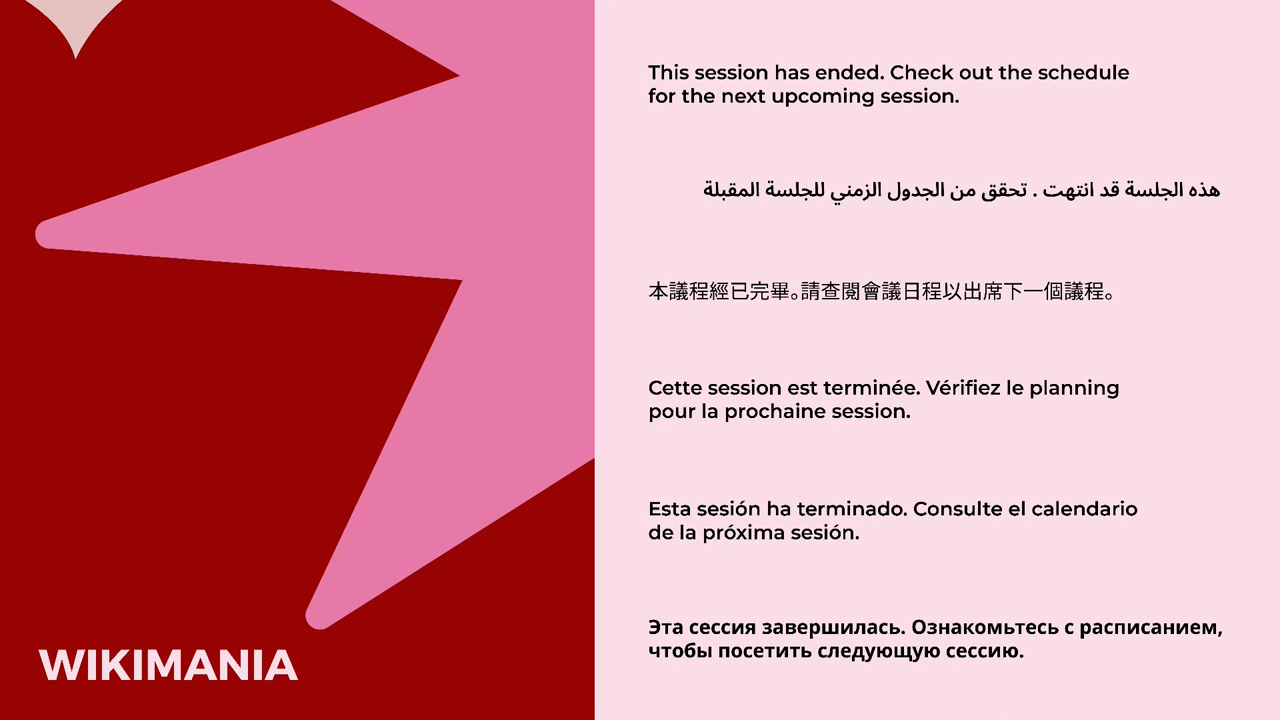 This session has ended. Check out the schedule
for the next upcoming session.
هذه الجلسة قد انتهت . تحقق من الجدول الزمني للجلسة المقبلة
本議程經已完畢。請查閱會議日程以出席下一個議程。
Cette session est terminée. Vérifiez le planning
pour la prochaine session.
Esta sesión ha terminado. Consulte el calendario
de la próxima sesión.
Эта сессия завершилась. Ознакомьтесь с расписанием,
чтобы посетить следующую сессию.
WIKIMANIA